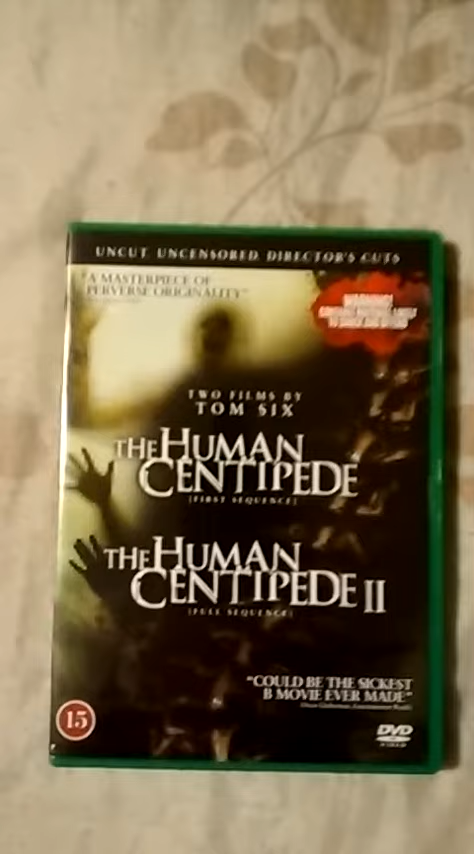 UNCUT. UNCENSORED. DIRECTOR'S CUTS
"A MASTERPIECE OF
PERVERSE ORIGINALITY"
WARNING!
TWO FILMS BY
TOM SIX
THE HUMAN
CENTIPEDE
(FIRST SEQUENCE)
THE HUMAN
CENTIPEDE II
(FULL SEQUENCE)
"COULD BE THE SICKEST
B MOVIE EVER MADE"
15
DVD